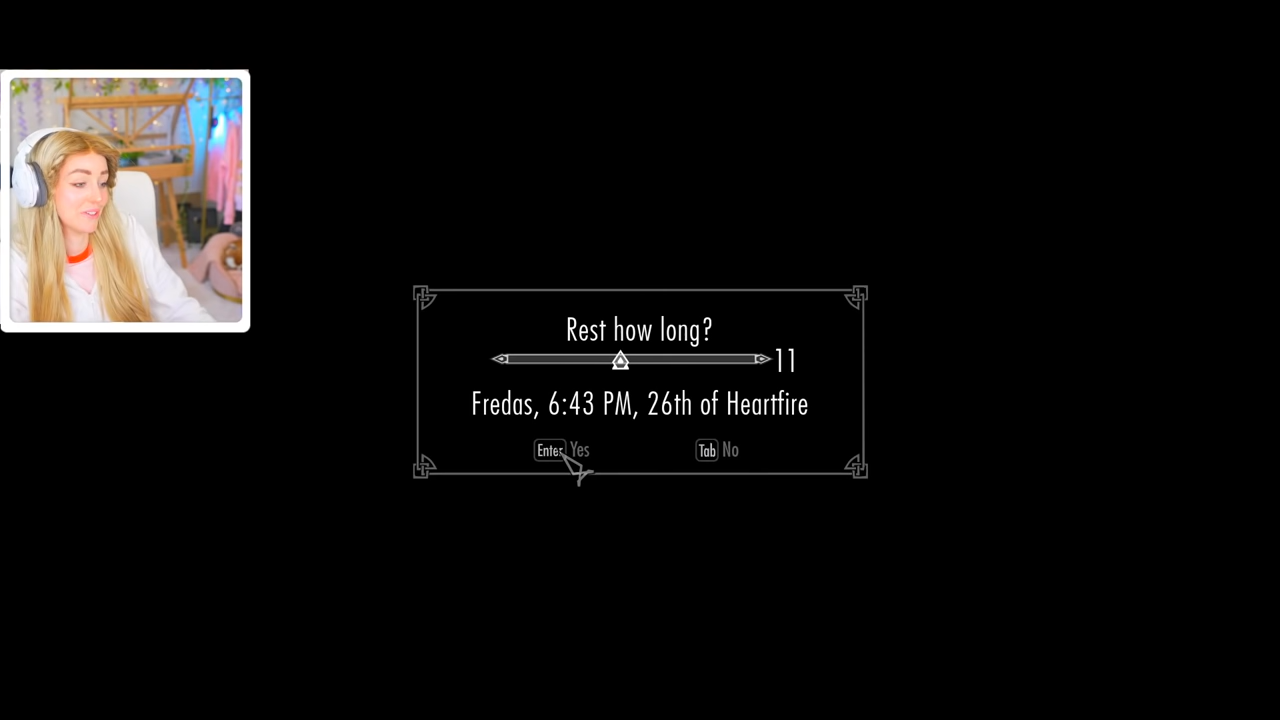 Rest how long?
11
Fredas, 6:43 PM, 26th of Heartfire
Enter Yes
Tab No